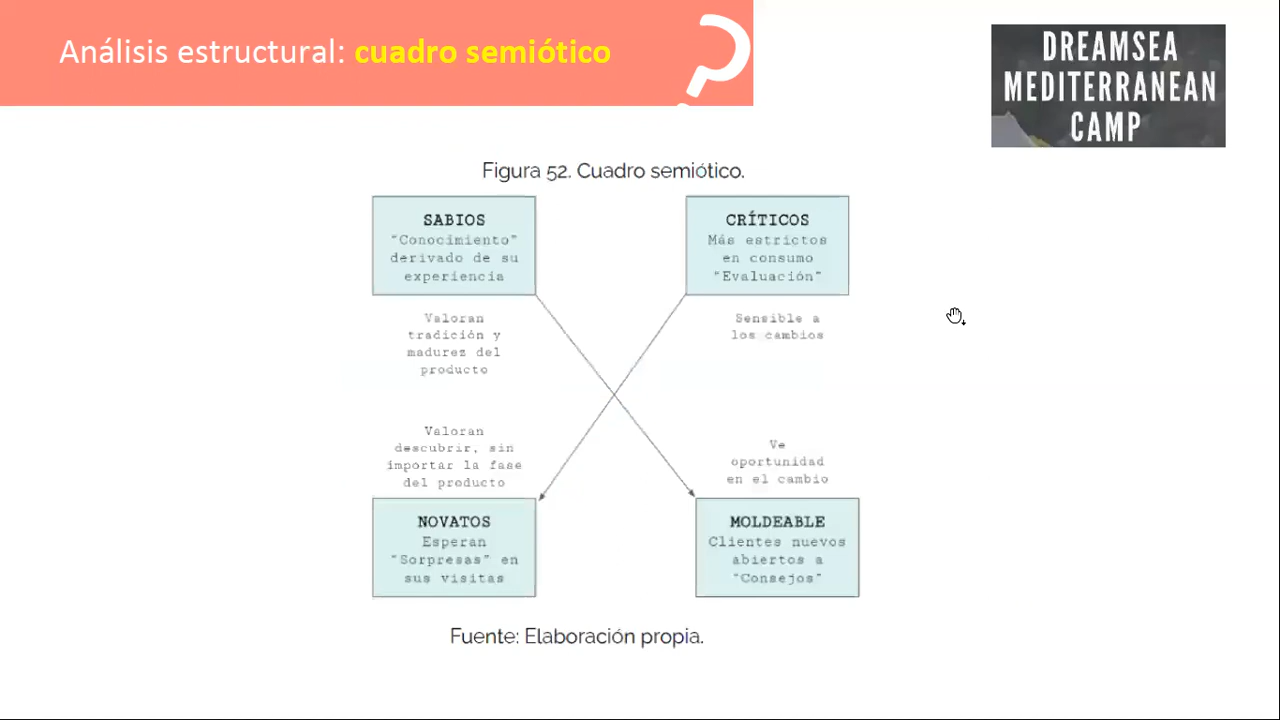 Análisis estructural: cuadro semiótico
DREAMSEA
MEDITERRANEAN
CAMP
Figura 52. Cuadro semiótico.
SABIOS
"Conocimiento"
derivado de su
experiencia
CRÍTICOS
Más estrictos
en consumo
"Evaluación"
Valoran
tradición y
madurez del
producto
Sensible a
los cambios
Valoran
descubrir, sin
importar la fase
del producto
Ve
oportunidad
en el cambio
NOVATOS
Esperan
"Sorpresas" en
sus visitas
MOLDEABLE
Clientes nuevos
abiertos a
"Consejos"
Fuente: Elaboración propia.